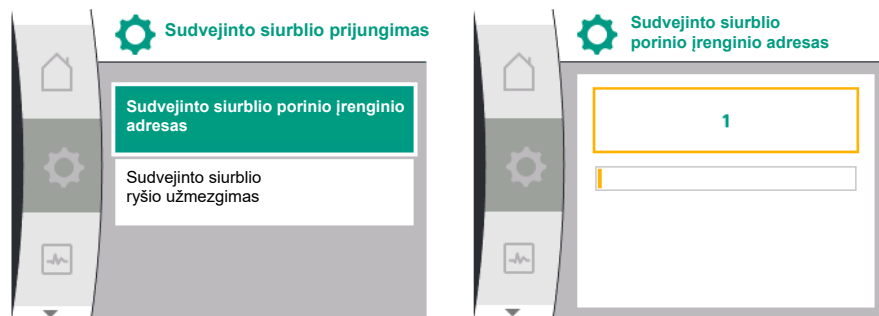 Sudvejinto siurblio prijungimas
Sudvejinto siurblio porinio įrenginio
adresas
Sudvejinto siurblio
ryšio užmezgimas
Sudvejinto siurblio
porinio įrenginio adresas
1